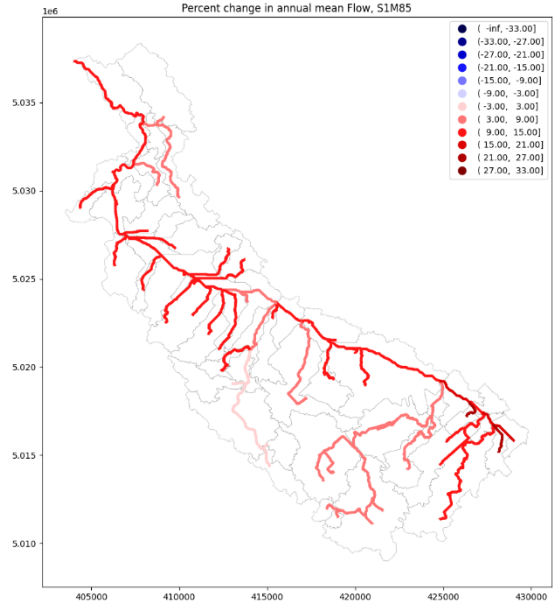 Percent change in annual mean Flow, S1M85
1e6
( -inf, -33.00]
(-33.00, -27.00]
(-27.00, -21.00]
(-21.00, -15.00]
(-15.00, -9.00]
( -9.00, -3.00]
( -3.00, 3.00]
( 3.00, 9.00]
( 9.00, 15.00]
( 15.00, 21.00]
( 21.00, 27.00]
( 27.00, 33.00]
5.035
5.030
5.025
5.020
5.015
5.010
405000 410000 415000 420000 425000 430000